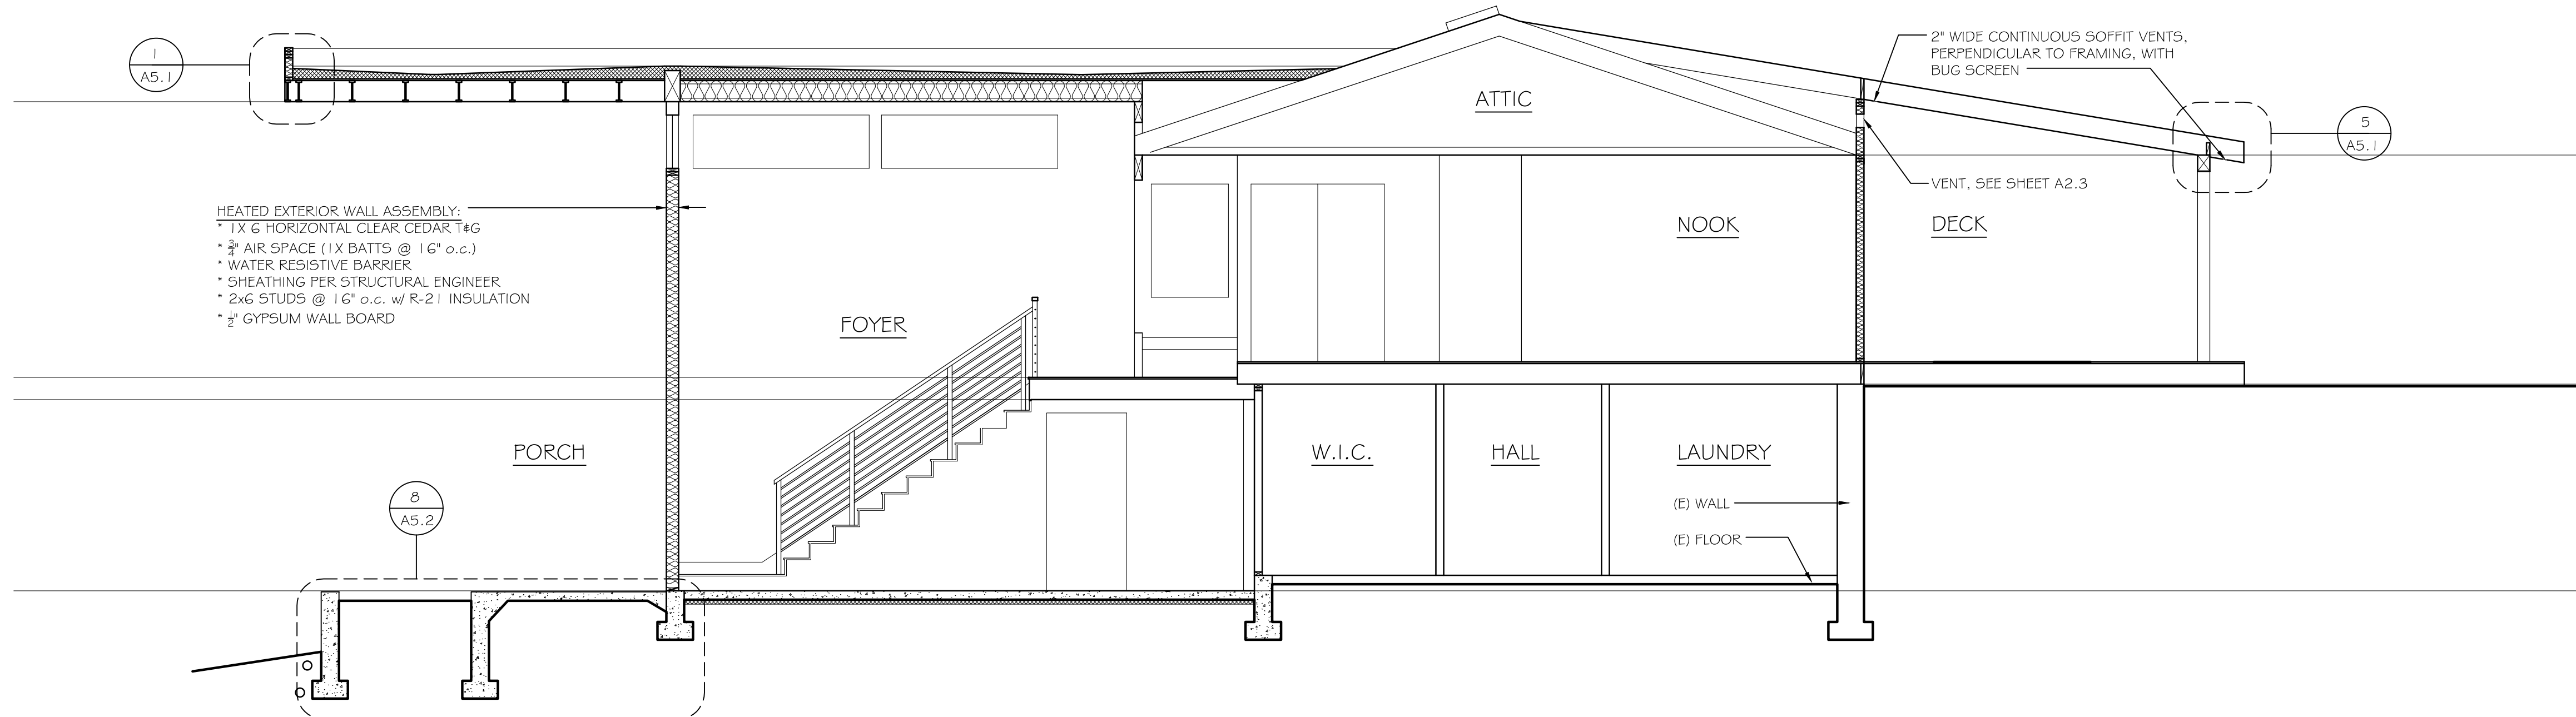 1
A5.1
2" WIDE CONTINUOUS SOFFIT VENTS,
PERPENDICULAR TO FRAMING, WITH
BUG SCREEN
ATTIC
5
A5.1
VENT, SEE SHEET A2.3
HEATED EXTERIOR WALL ASSEMBLY:
* 1X 6 HORIZONTAL CLEAR CEDAR T&G
* 3/4" AIR SPACE (1X BATTS @ 16" o.c.)
* WATER RESISTIVE BARRIER
* SHEATHING PER STRUCTURAL ENGINEER
* 2x6 STUDS @ 16" o.c. w/ R-21 INSULATION
* 1/2" GYPSUM WALL BOARD
NOOK
DECK
FOYER
PORCH
W.I.C.
HALL
LAUNDRY
(E) WALL
(E) FLOOR
8
A5.2